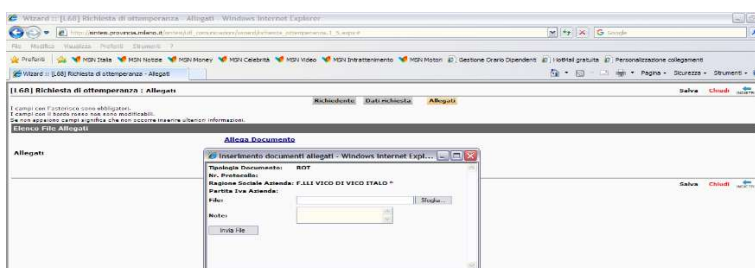 Wizard :: [L68] Richiesta di ottemperanza - Allegati - Windows Internet Explorer
Google
File Modifica Visualizza Preferiti Strumenti ?
Preferiti MSN Italia MSN Notizie MSN Money MSN Celebrità MSN Video MSN Intrattenimento MSN Motori Gestione Orario Dipendenti HotMail gratuita Personalizzazione collegamenti
Wizard :: [L68] Richiesta di ottemperanza - Allegati
Pagina Sicurezza Strumenti
[L68] Richiesta di ottemperanza : Allegati
Salva Chiudi
Richiedente Dati richiesta Allegati
I campi con l'asterisco sono obbligatori.
I campi con il bordo rosso non sono modificabili.
Se non appaiono campi significa che non occorre inserire ulteriori informazioni.
Elenco File Allegati
Allega Documento
Allegati
Inserimento documenti allegati - Windows Internet Expl...
Tipologia Documento: ROT
Nr. Protocollo:
Ragione Sociale Azienda: F.LLI VICO DI VICO ITALO *
Partita Iva Azienda:
File: Sfoglia...
Note:
Invia File
Salva Chiudi